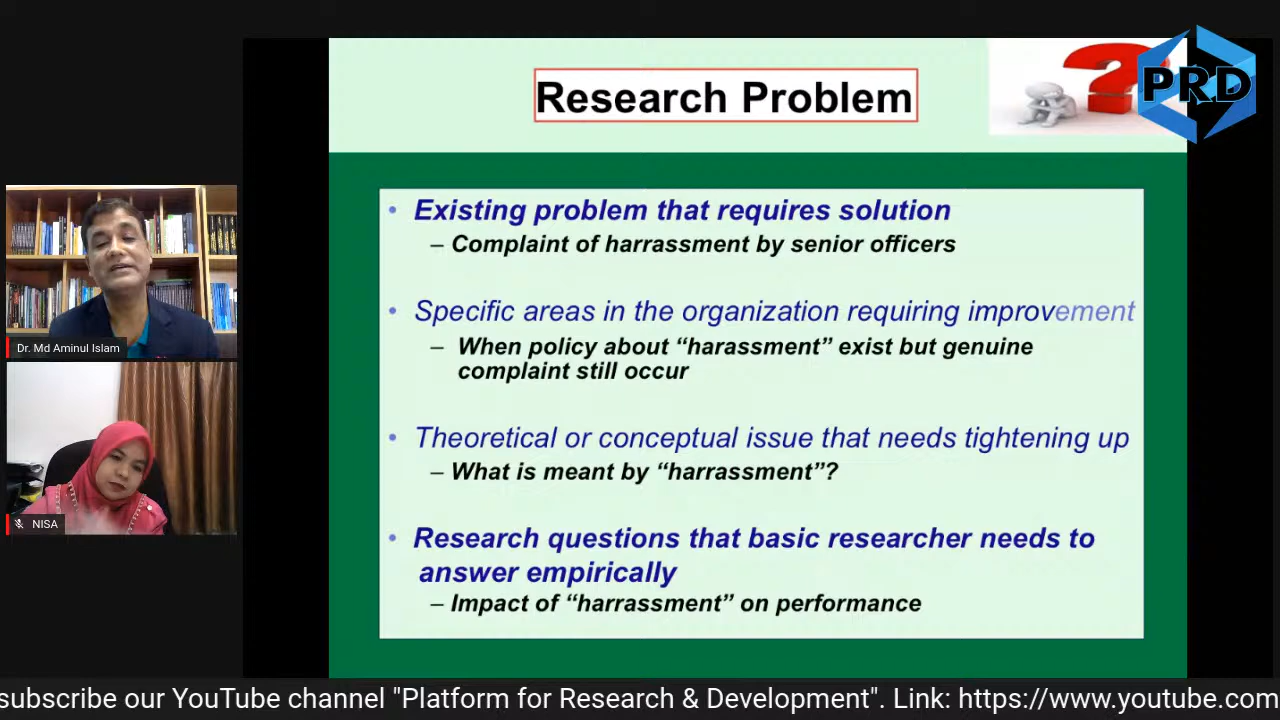 Research Problem
PRD
• Existing problem that requires solution
– Complaint of harrassment by senior officers
• Specific areas in the organization requiring improvement
– When policy about “harassment” exist but genuine
complaint still occur
• Theoretical or conceptual issue that needs tightening up
– What is meant by “harrassment”?
• Research questions that basic researcher needs to
answer empirically
– Impact of “harrassment” on performance
Dr. Md Aminul Islam
NISA
subscribe our YouTube channel "Platform for Research & Development". Link: https://www.youtube.com